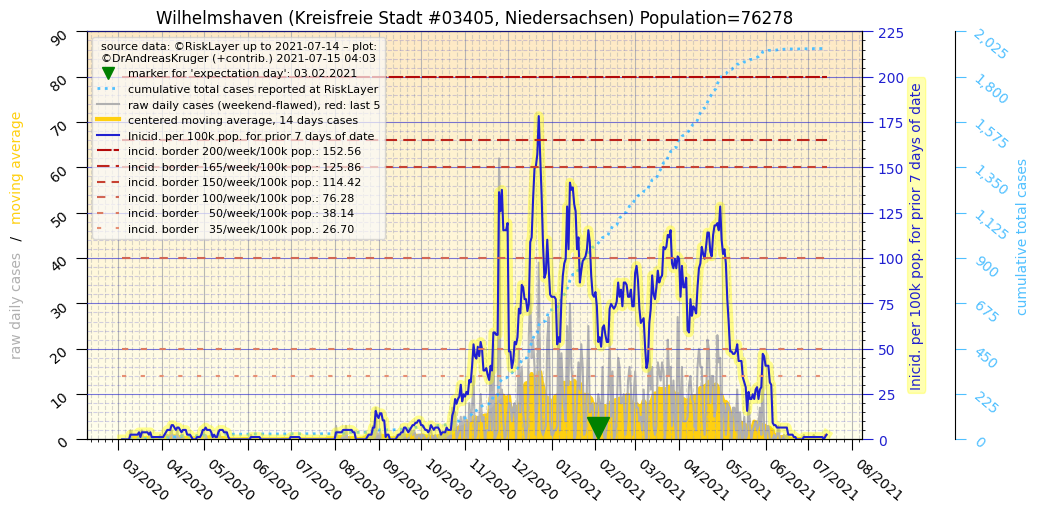 Wilhelmshaven (Kreisfreie Stadt #03405, Niedersachsen) Population=76278
source data: ©RiskLayer up to 2021-07-14 – plot:
©DrAndreasKruger (+contrib.) 2021-07-15 04:03
marker for 'expectation day': 03.02.2021
cumulative total cases reported at RiskLayer
raw daily cases (weekend-flawed), red: last 5
centered moving average, 14 days cases
Inicid. per 100k pop. for prior 7 days of date
incid. border 200/week/100k pop.: 152.56
incid. border 165/week/100k pop.: 125.86
incid. border 150/week/100k pop.: 114.42
incid. border 100/week/100k pop.: 76.28
incid. border 50/week/100k pop.: 38.14
incid. border 35/week/100k pop.: 26.70
raw daily cases / moving average
90
80
70
60
50
40
30
20
10
0
225
200
175
150
125
100
75
50
25
0
Inicid. per 100k pop. for prior 7 days of date
2,025
1,800
1,575
1,350
1,125
900
675
450
225
0
cumulative total cases
03/2020
04/2020
05/2020
06/2020
07/2020
08/2020
09/2020
10/2020
11/2020
12/2020
01/2021
02/2021
03/2021
04/2021
05/2021
06/2021
07/2021
08/2021